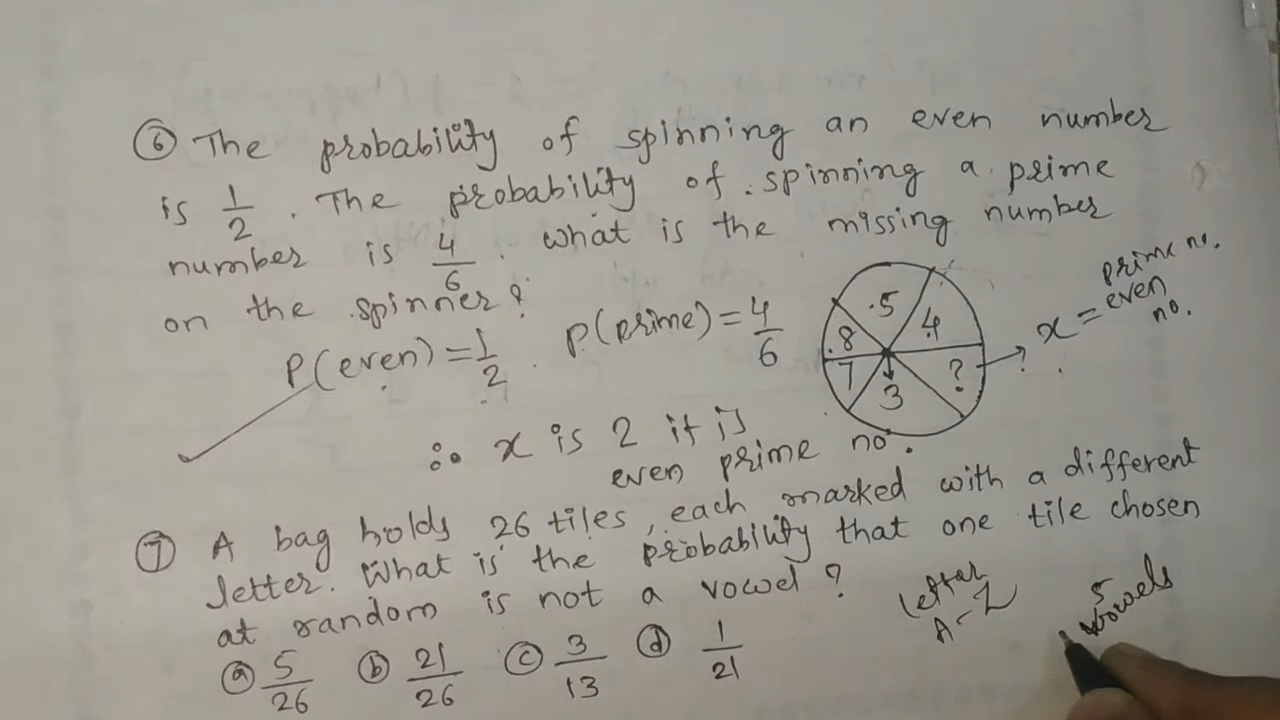 ⑥ The probability of spinning an even number
is 1/2. The probability of spinning a prime
number is 4/6. What is the missing number
on the spinner?
P(even) = 1/2 P(prime) = 4/6
5
4
8
7
3
?
x = prime no.
even
no.
∴ x is 2 it is
even prime no.
⑦ A bag holds 26 tiles, each marked with a different
letter. What is the probability that one tile chosen
at random is not a vowel?
ⓐ 5/26 ⓑ 21/26 ⓒ 3/13 ⓓ 1/21
letter
A-Z
5
vowels